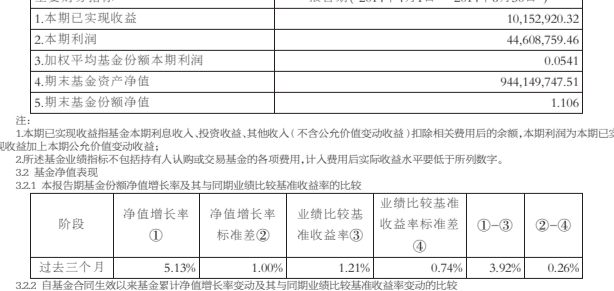 1.本期已实现收益 10,152,920.32
2.本期利润 44,608,759.46
3.加权平均基金份额本期利润 0.0541
4.期末基金资产净值 944,149,747.51
5.期末基金份额净值 1.106
注:
1.本期已实现收益指基金本期利息收入、投资收益、其他收入(不含公允价值变动收益)扣除相关费用后的余额,本期利润为本期已实
现收益加上本期公允价值变动收益;
2.所述基金业绩指标不包括持有人认购或交易基金的各项费用,计入费用后实际收益水平要低于所列数字。
3.2 基金净值表现
3.2.1 本报告期基金份额净值增长率及其与同期业绩比较基准收益率的比较
阶段 净值增长率① 净值增长率标准差② 业绩比较基准收益率③ 业绩比较基准收益率标准差④ ①-③ ②-④
过去三个月 5.13% 1.00% 1.21% 0.74% 3.92% 0.26%
3.2.2 自基金合同生效以来基金累计净值增长率变动及其与同期业绩比较基准收益率变动的比较